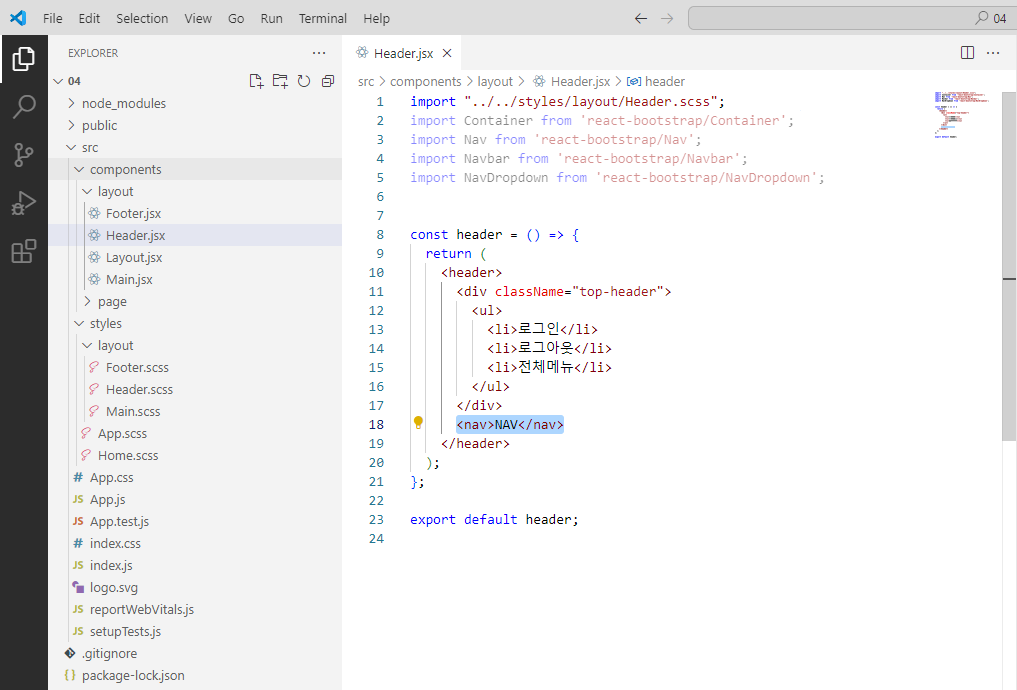 File Edit Selection View Go Run Terminal Help
04
EXPLORER
04
node_modules
public
src
components
layout
Footer.jsx
Header.jsx
Layout.jsx
Main.jsx
page
styles
layout
Footer.scss
Header.scss
Main.scss
App.scss
Home.scss
# App.css
JS App.js
JS App.test.js
# index.css
JS index.js
logo.svg
JS reportWebVitals.js
JS setupTests.js
.gitignore
{} package-lock.json
Header.jsx
src > components > layout > Header.jsx > header
1 import "../../styles/layout/Header.scss";
2 import Container from 'react-bootstrap/Container';
3 import Nav from 'react-bootstrap/Nav';
4 import Navbar from 'react-bootstrap/Navbar';
5 import NavDropdown from 'react-bootstrap/NavDropdown';
6
7
8 const header = () => {
9 return (
10 <header>
11 <div className="top-header">
12 <ul>
13 <li>로그인</li>
14 <li>로그아웃</li>
15 <li>전체메뉴</li>
16 </ul>
17 </div>
18 <nav>NAV</nav>
19 </header>
20 );
21 };
22
23 export default header;
24